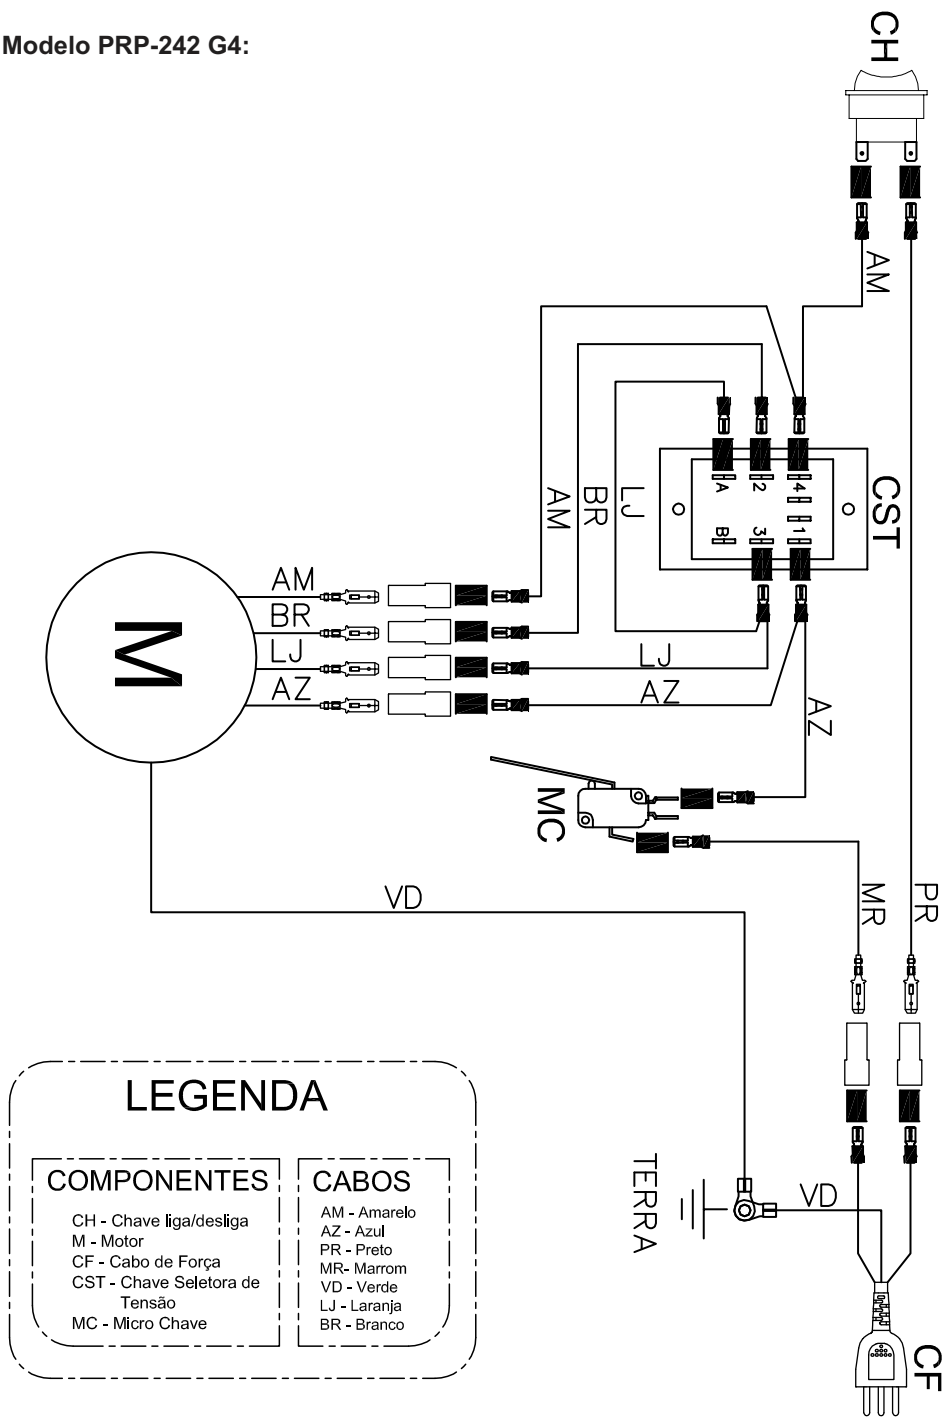 Modelo PRP-242 G4:
CH
AM
CST
A
2
4
B
3
1
LJ
BR
AM
AM
BR
LJ
AZ
M
LJ
AZ
AZ
MC
MR
PR
VD
TERRA
VD
CF
LEGENDA
COMPONENTES
CH - Chave liga/desliga
M - Motor
CF - Cabo de Força
CST - Chave Seletora de
Tensão
MC - Micro Chave
CABOS
AM - Amarelo
AZ - Azul
PR - Preto
MR- Marrom
VD - Verde
LJ - Laranja
BR - Branco